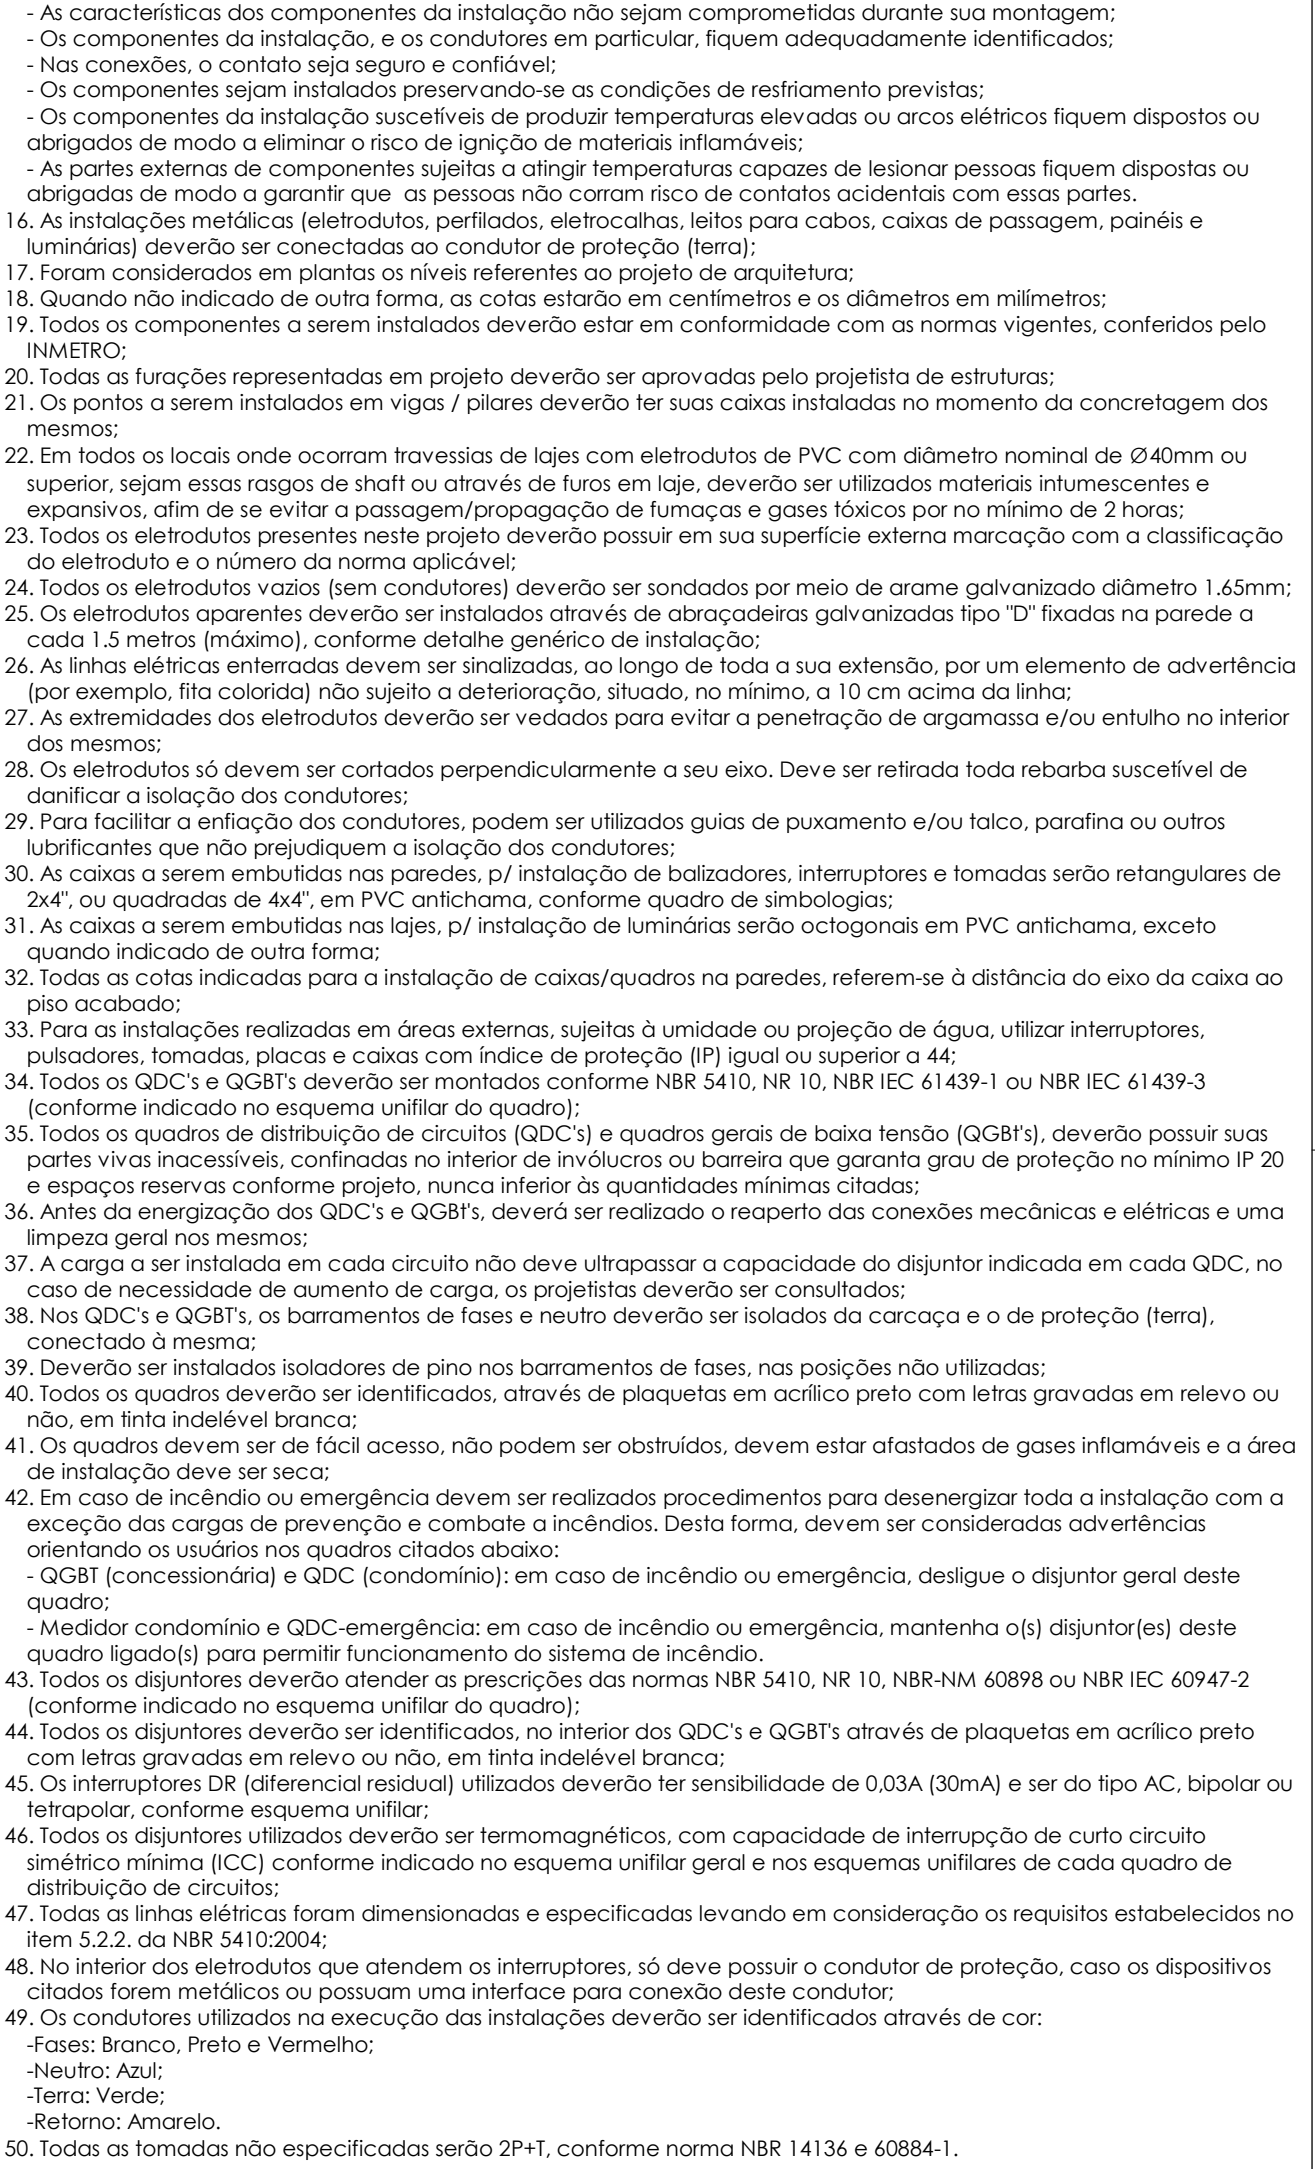 - As características dos componentes da instalação não sejam comprometidas durante sua montagem;
- Os componentes da instalação, e os condutores em particular, fiquem adequadamente identificados;
- Nas conexões, o contato seja seguro e confiável;
- Os componentes sejam instalados preservando-se as condições de resfriamento previstas;
- Os componentes da instalação suscetíveis de produzir temperaturas elevadas ou arcos elétricos fiquem dispostos ou
abrigados de modo a eliminar o risco de ignição de materiais inflamáveis;
- As partes externas de componentes sujeitas a atingir temperaturas capazes de lesionar pessoas fiquem dispostas ou
abrigadas de modo a garantir que  as pessoas não corram risco de contatos acidentais com essas partes.
16. As instalações metálicas (eletrodutos, perfilados, eletrocalhas, leitos para cabos, caixas de passagem, painéis e
luminárias) deverão ser conectadas ao condutor de proteção (terra);
17. Foram considerados em plantas os níveis referentes ao projeto de arquitetura;
18. Quando não indicado de outra forma, as cotas estarão em centímetros e os diâmetros em milímetros;
19. Todos os componentes a serem instalados deverão estar em conformidade com as normas vigentes, conferidos pelo
INMETRO;
20. Todas as furações representadas em projeto deverão ser aprovadas pelo projetista de estruturas;
21. Os pontos a serem instalados em vigas / pilares deverão ter suas caixas instaladas no momento da concretagem dos
mesmos;
22. Em todos os locais onde ocorram travessias de lajes com eletrodutos de PVC com diâmetro nominal de Ø40mm ou
superior, sejam essas rasgos de shaft ou através de furos em laje, deverão ser utilizados materiais intumescentes e
expansivos, afim de se evitar a passagem/propagação de fumaças e gases tóxicos por no mínimo de 2 horas;
23. Todos os eletrodutos presentes neste projeto deverão possuir em sua superfície externa marcação com a classificação
do eletroduto e o número da norma aplicável;
24. Todos os eletrodutos vazios (sem condutores) deverão ser sondados por meio de arame galvanizado diâmetro 1.65mm;
25. Os eletrodutos aparentes deverão ser instalados através de abraçadeiras galvanizadas tipo "D" fixadas na parede a
cada 1.5 metros (máximo), conforme detalhe genérico de instalação;
26. As linhas elétricas enterradas devem ser sinalizadas, ao longo de toda a sua extensão, por um elemento de advertência
(por exemplo, fita colorida) não sujeito a deterioração, situado, no mínimo, a 10 cm acima da linha;
27. As extremidades dos eletrodutos deverão ser vedados para evitar a penetração de argamassa e/ou entulho no interior
dos mesmos;
28. Os eletrodutos só devem ser cortados perpendicularmente a seu eixo. Deve ser retirada toda rebarba suscetível de
danificar a isolação dos condutores;
29. Para facilitar a enfiação dos condutores, podem ser utilizados guias de puxamento e/ou talco, parafina ou outros
lubrificantes que não prejudiquem a isolação dos condutores;
30. As caixas a serem embutidas nas paredes, p/ instalação de balizadores, interruptores e tomadas serão retangulares de
2x4", ou quadradas de 4x4", em PVC antichama, conforme quadro de simbologias;
31. As caixas a serem embutidas nas lajes, p/ instalação de luminárias serão octogonais em PVC antichama, exceto
quando indicado de outra forma;
32. Todas as cotas indicadas para a instalação de caixas/quadros na paredes, referem-se à distância do eixo da caixa ao
piso acabado;
33. Para as instalações realizadas em áreas externas, sujeitas à umidade ou projeção de água, utilizar interruptores,
pulsadores, tomadas, placas e caixas com índice de proteção (IP) igual ou superior a 44;
34. Todos os QDC's e QGBT's deverão ser montados conforme NBR 5410, NR 10, NBR IEC 61439-1 ou NBR IEC 61439-3
(conforme indicado no esquema unifilar do quadro);
35. Todos os quadros de distribuição de circuitos (QDC's) e quadros gerais de baixa tensão (QGBt's), deverão possuir suas
partes vivas inacessíveis, confinadas no interior de invólucros ou barreira que garanta grau de proteção no mínimo IP 20
e espaços reservas conforme projeto, nunca inferior às quantidades mínimas citadas;
36. Antes da energização dos QDC's e QGBt's, deverá ser realizado o reaperto das conexões mecânicas e elétricas e uma
limpeza geral nos mesmos;
37. A carga a ser instalada em cada circuito não deve ultrapassar a capacidade do disjuntor indicada em cada QDC, no
caso de necessidade de aumento de carga, os projetistas deverão ser consultados;
38. Nos QDC's e QGBT's, os barramentos de fases e neutro deverão ser isolados da carcaça e o de proteção (terra),
conectado à mesma;
39. Deverão ser instalados isoladores de pino nos barramentos de fases, nas posições não utilizadas;
40. Todos os quadros deverão ser identificados, através de plaquetas em acrílico preto com letras gravadas em relevo ou
não, em tinta indelével branca;
41. Os quadros devem ser de fácil acesso, não podem ser obstruídos, devem estar afastados de gases inflamáveis e a área
de instalação deve ser seca;
42. Em caso de incêndio ou emergência devem ser realizados procedimentos para desenergizar toda a instalação com a
exceção das cargas de prevenção e combate a incêndios. Desta forma, devem ser consideradas advertências
orientando os usuários nos quadros citados abaixo:
- QGBT (concessionária) e QDC (condomínio): em caso de incêndio ou emergência, desligue o disjuntor geral deste
quadro;
- Medidor condomínio e QDC-emergência: em caso de incêndio ou emergência, mantenha o(s) disjuntor(es) deste
quadro ligado(s) para permitir funcionamento do sistema de incêndio.
43. Todos os disjuntores deverão atender as prescrições das normas NBR 5410, NR 10, NBR-NM 60898 ou NBR IEC 60947-2
(conforme indicado no esquema unifilar do quadro);
44. Todos os disjuntores deverão ser identificados, no interior dos QDC's e QGBT's através de plaquetas em acrílico preto
com letras gravadas em relevo ou não, em tinta indelével branca;
45. Os interruptores DR (diferencial residual) utilizados deverão ter sensibilidade de 0,03A (30mA) e ser do tipo AC, bipolar ou
tetrapolar, conforme esquema unifilar;
46. Todos os disjuntores utilizados deverão ser termomagnéticos, com capacidade de interrupção de curto circuito
simétrico mínima (ICC) conforme indicado no esquema unifilar geral e nos esquemas unifilares de cada quadro de
distribuição de circuitos;
47. Todas as linhas elétricas foram dimensionadas e especificadas levando em consideração os requisitos estabelecidos no
item 5.2.2. da NBR 5410:2004;
48. No interior dos eletrodutos que atendem os interruptores, só deve possuir o condutor de proteção, caso os dispositivos
citados forem metálicos ou possuam uma interface para conexão deste condutor;
49. Os condutores utilizados na execução das instalações deverão ser identificados através de cor:
-Fases: Branco, Preto e Vermelho;
-Neutro: Azul;
-Terra: Verde;
-Retorno: Amarelo.
50. Todas as tomadas não especificadas serão 2P+T, conforme norma NBR 14136 e 60884-1.